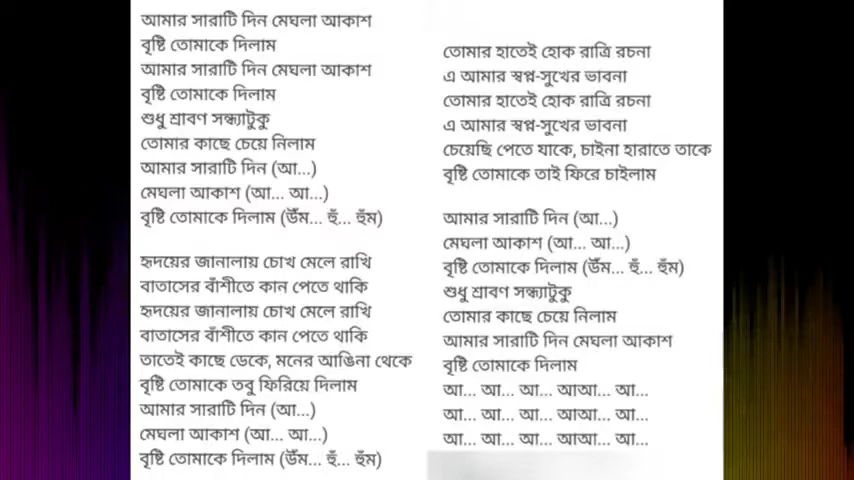 আমার সারাটি দিন মেঘলা আকাশ
বৃষ্টি তোমাকে দিলাম
আমার সারাটি দিন মেঘলা আকাশ
বৃষ্টি তোমাকে দিলাম
শুধু শ্রাবণ সন্ধ্যাটুকু
তোমার কাছে চেয়ে নিলাম
আমার সারাটি দিন (আ...)
মেঘলা আকাশ (আ... আ...)
বৃষ্টি তোমাকে দিলাম (উঁম... হুঁ... হুঁম)
হৃদয়ের জানালায় চোখ মেলে রাখি
বাতাসের বাঁশীতে কান পেতে থাকি
হৃদয়ের জানালায় চোখ মেলে রাখি
বাতাসের বাঁশীতে কান পেতে থাকি
তাতেই কাছে ডেকে, মনের আঙিনা থেকে
বৃষ্টি তোমাকে তবু ফিরিয়ে দিলাম
আমার সারাটি দিন (আ...)
মেঘলা আকাশ (আ... আ...)
বৃষ্টি তোমাকে দিলাম (উঁম... হুঁ... হুঁম)
তোমার হাতেই হোক রাত্রি রচনা
এ আমার স্বপ্ন-সুখের ভাবনা
তোমার হাতেই হোক রাত্রি রচনা
এ আমার স্বপ্ন-সুখের ভাবনা
চেয়েছি পেতে যাকে, চাইনা হারাতে তাকে
বৃষ্টি তোমাকে তাই ফিরে চাইলাম
আমার সারাটি দিন (আ...)
মেঘলা আকাশ (আ... আ...)
বৃষ্টি তোমাকে দিলাম (উঁম... হুঁ... হুঁম)
শুধু শ্রাবণ সন্ধ্যাটুকু
তোমার কাছে চেয়ে নিলাম
আমার সারাটি দিন মেঘলা আকাশ
বৃষ্টি তোমাকে দিলাম
আ... আ... আ... আআ... আ...
আ... আ... আ... আআ... আ...
আ... আ... আ... আআ... আ...